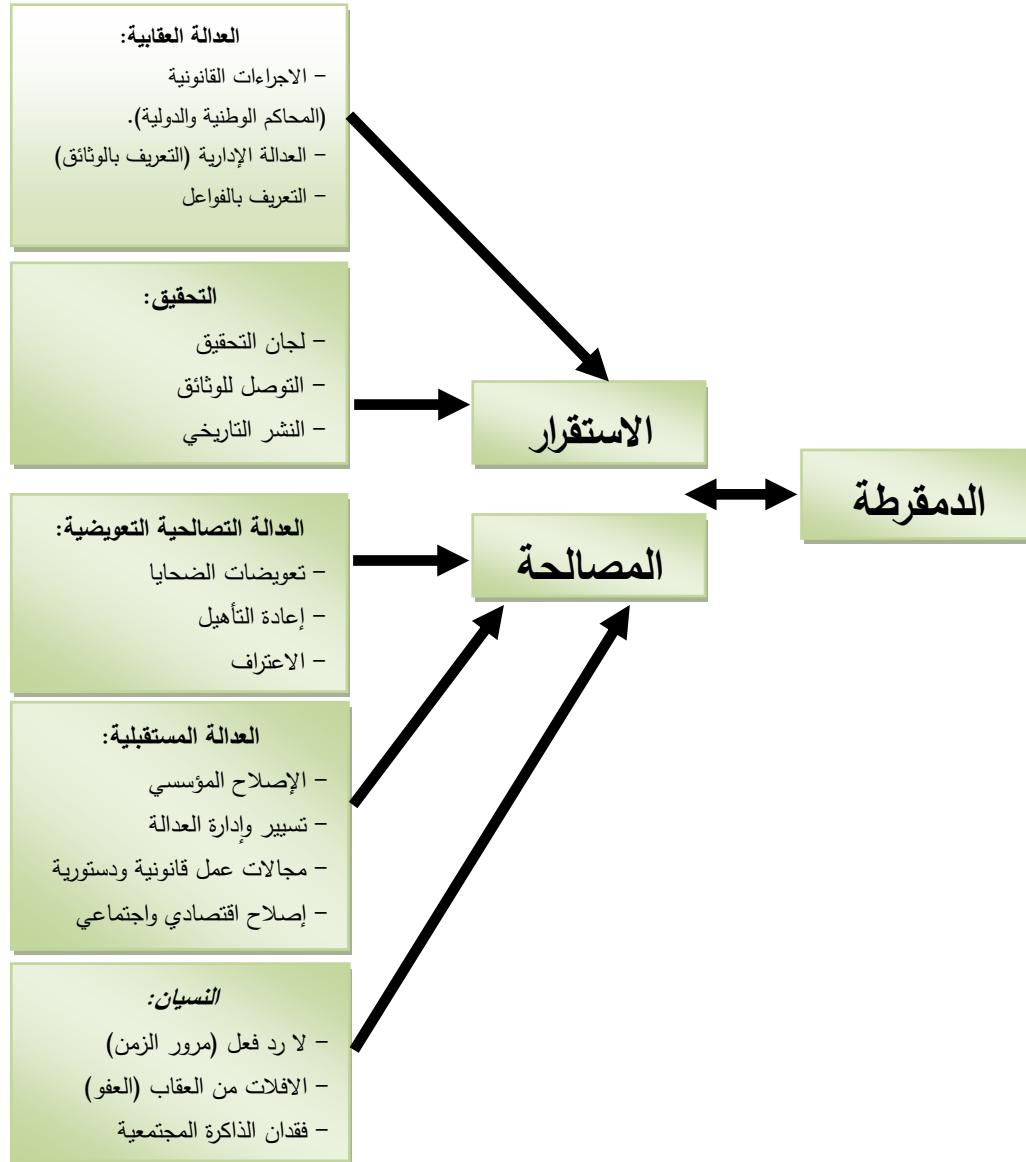 العدالة العقابية:
– الاجراءات القانونية
(المحاكم الوطنية والدولية).
– العدالة الإدارية (التعريف بالوثائق)
– التعريف بالفواعل
التحقيق:
– لجان التحقيق
– التوصل للوثائق
– النشر التاريخي
الاستقرار
الدمقرطة
العدالة التصالحية التعويضية:
– تعويضات الضحايا
– إعادة التأهيل
– الاعتراف
المصالحة
العدالة المستقبلية:
– الإصلاح المؤسسي
– تسيير وإدارة العدالة
– مجالات عمل قانونية ودستورية
– إصلاح اقتصادي واجتماعي
النسيان:
– لا رد فعل (مرور الزمن)
– الافلات من العقاب (العفو)
– فقدان الذاكرة المجتمعية